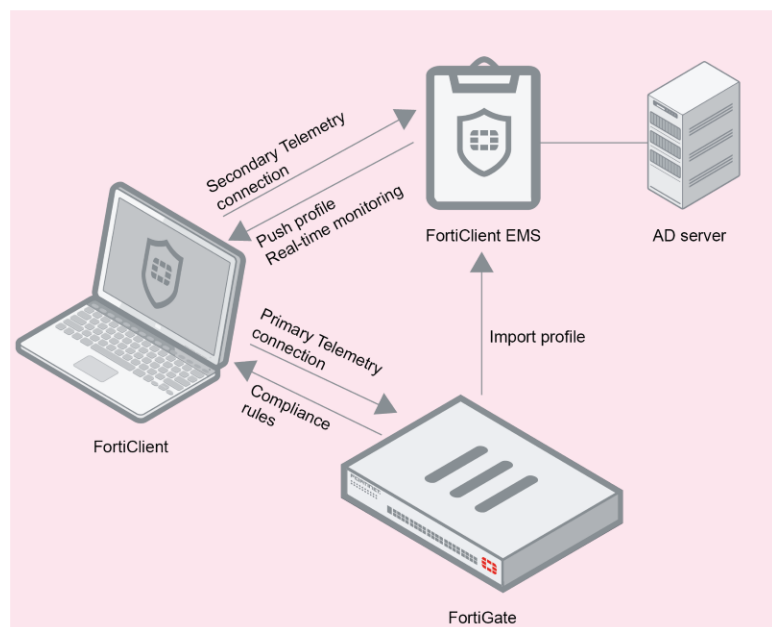 Secondary Telemetry
connection
Push profile
Real-time monitoring
FortiClient EMS
AD server
Primary Telemetry
connection
Import profile
Compliance
rules
FortiClient
FORTINET
FortiGate